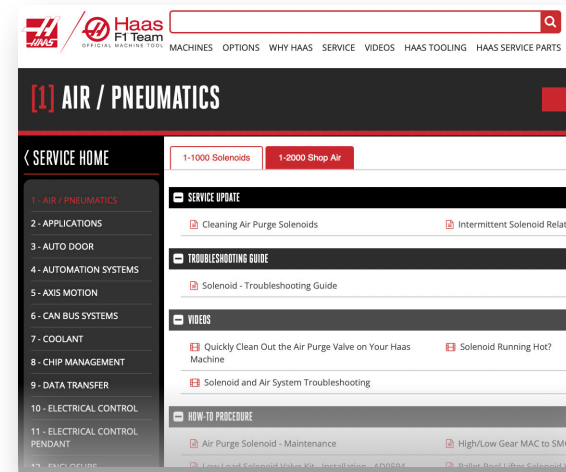 HAAS
Haas
F1 Team
OFFICIAL MACHINE TOOL
MACHINES OPTIONS WHY HAAS SERVICE VIDEOS HAAS TOOLING HAAS SERVICE PARTS
[1] AIR / PNEUMATICS
SERVICE HOME
1-1000 Solenoids 1-2000 Shop Air
1 - AIR / PNEUMATICS
2 - APPLICATIONS
3 - AUTO DOOR
4 - AUTOMATION SYSTEMS
5 - AXIS MOTION
6 - CAN BUS SYSTEMS
7 - COOLANT
8 - CHIP MANAGEMENT
9 - DATA TRANSFER
10 - ELECTRICAL CONTROL
11 - ELECTRICAL CONTROL
PENDANT
12 - ENCLOSURE
SERVICE UPDATE
Cleaning Air Purge Solenoids Intermittent Solenoid Relat
TROUBLESHOOTING GUIDE
Solenoid - Troubleshooting Guide
VIDEOS
Quickly Clean Out the Air Purge Valve on Your Haas
Machine
Solenoid Running Hot?
Solenoid and Air System Troubleshooting
HOW-TO PROCEDURE
Air Purge Solenoid - Maintenance High/Low Gear MAC to SM